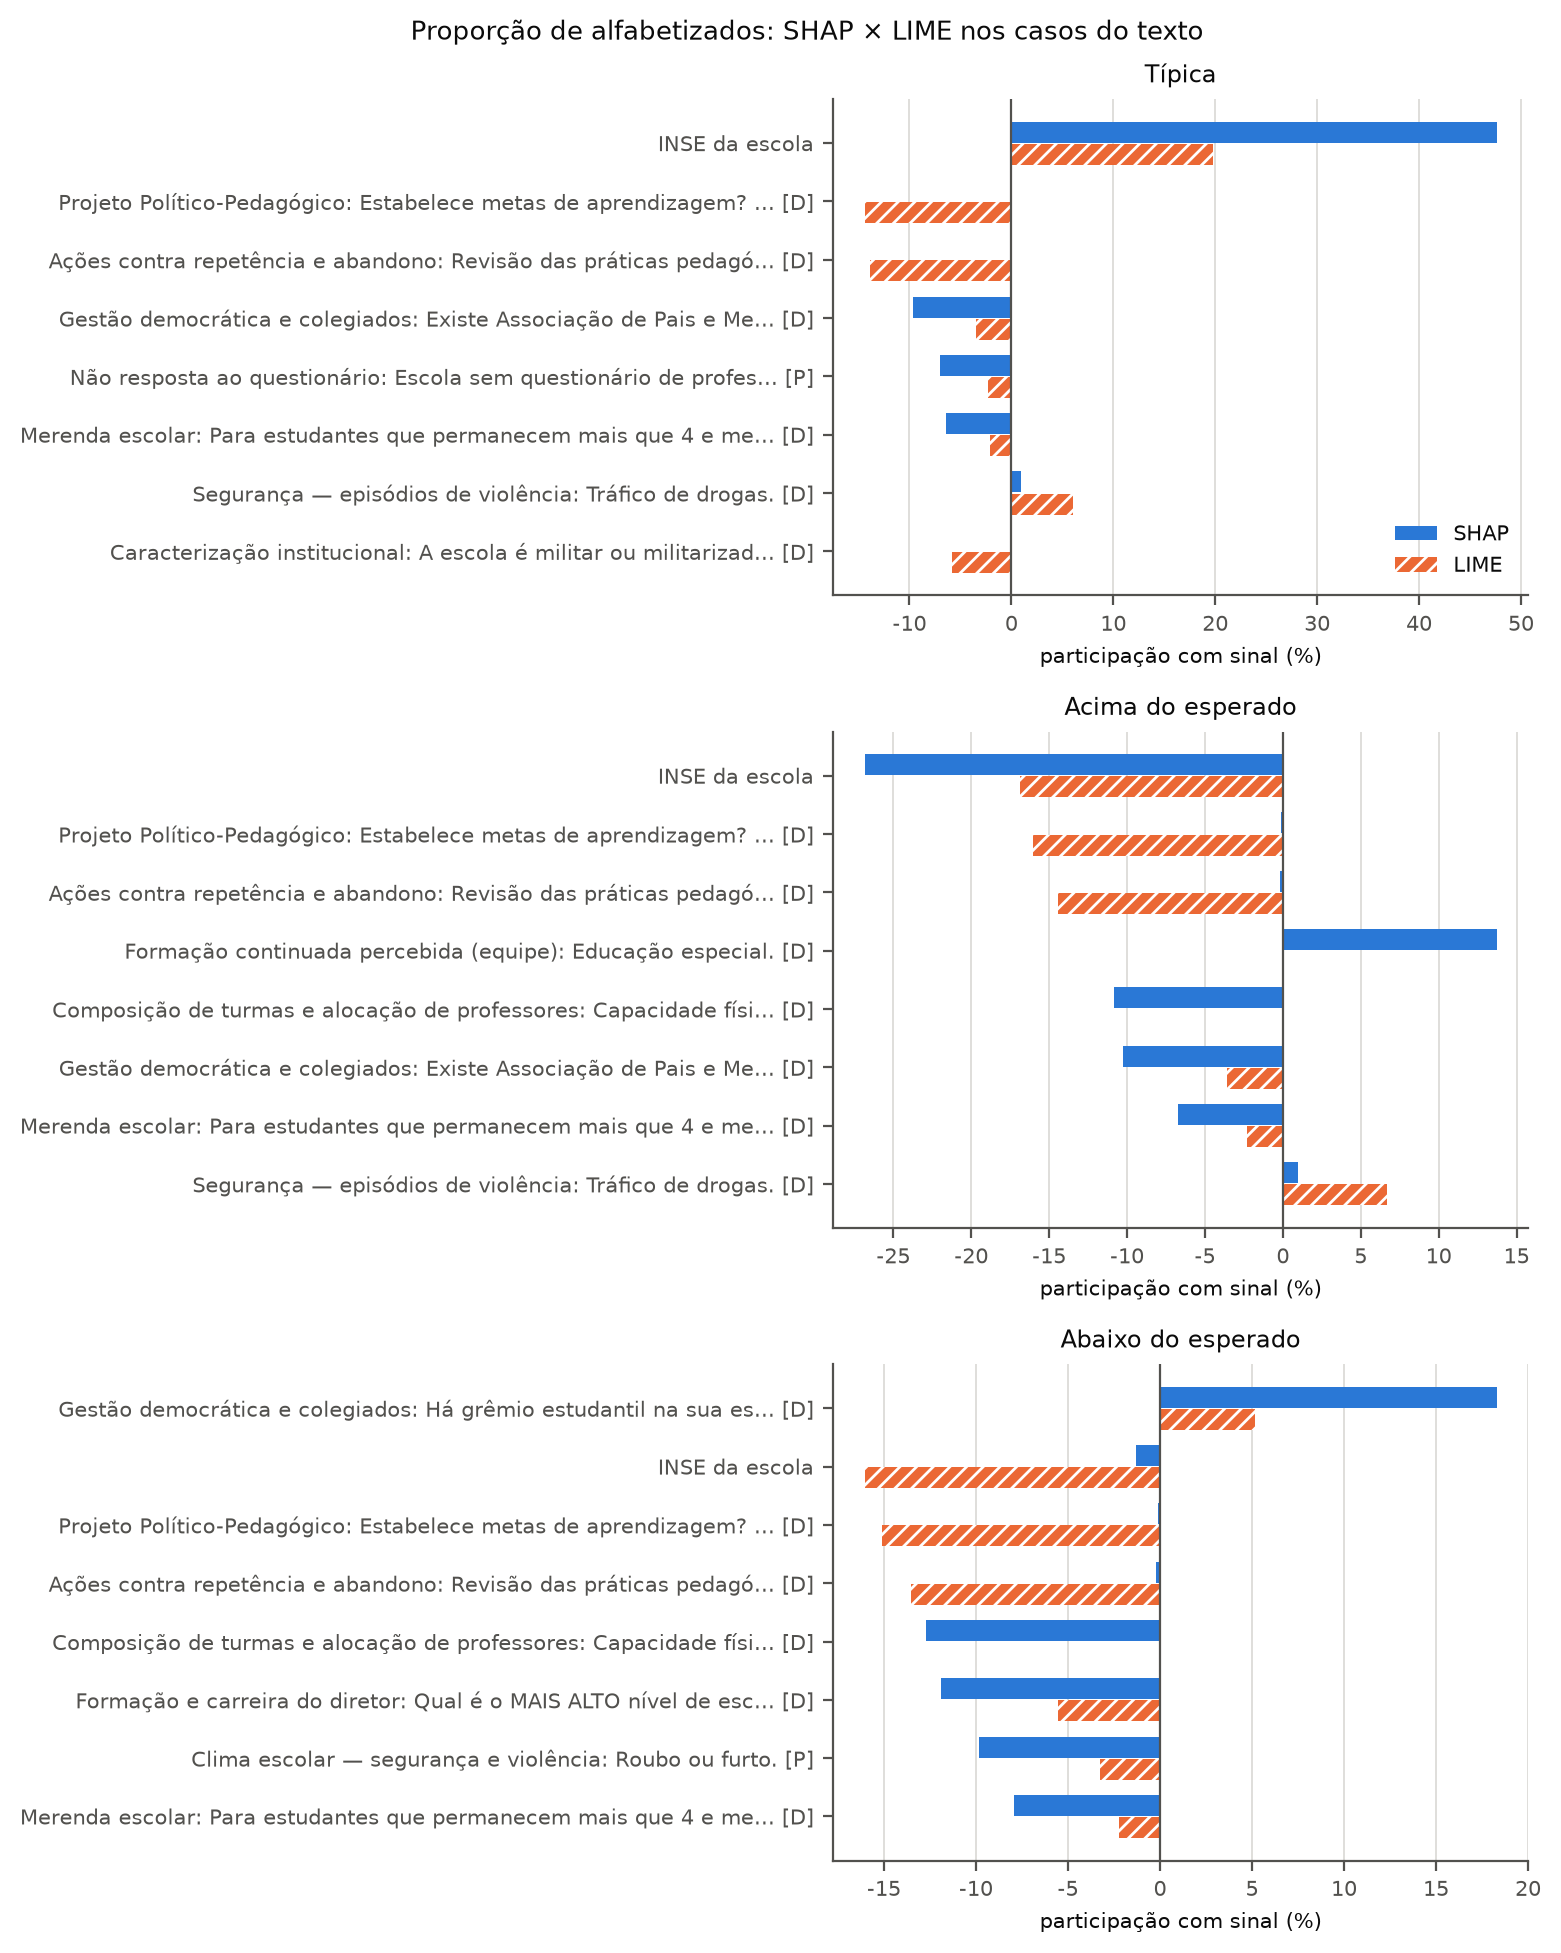 Proporção de alfabetizados: SHAP × LIME nos casos do texto
Típica
INSE da escola
Projeto Político-Pedagógico: Estabelece metas de aprendizagem? ... [D]
Ações contra repetência e abandono: Revisão das práticas pedagó... [D]
Gestão democrática e colegiados: Existe Associação de Pais e Me... [D]
Não resposta ao questionário: Escola sem questionário de profes... [P]
Merenda escolar: Para estudantes que permanecem mais que 4 e me... [D]
Segurança — episódios de violência: Tráfico de drogas. [D]
Caracterização institucional: A escola é militar ou militarizad... [D]
SHAP
LIME
-10 0 10 20 30 40 50
participação com sinal (%)
Acima do esperado
INSE da escola
Projeto Político-Pedagógico: Estabelece metas de aprendizagem? ... [D]
Ações contra repetência e abandono: Revisão das práticas pedagó... [D]
Formação continuada percebida (equipe): Educação especial. [D]
Composição de turmas e alocação de professores: Capacidade físi... [D]
Gestão democrática e colegiados: Existe Associação de Pais e Me... [D]
Merenda escolar: Para estudantes que permanecem mais que 4 e me... [D]
Segurança — episódios de violência: Tráfico de drogas. [D]
-25 -20 -15 -10 -5 0 5 10 15
participação com sinal (%)
Abaixo do esperado
Gestão democrática e colegiados: Há grêmio estudantil na sua es... [D]
INSE da escola
Projeto Político-Pedagógico: Estabelece metas de aprendizagem? ... [D]
Ações contra repetência e abandono: Revisão das práticas pedagó... [D]
Composição de turmas e alocação de professores: Capacidade físi... [D]
Formação e carreira do diretor: Qual é o MAIS ALTO nível de esc... [D]
Clima escolar — segurança e violência: Roubo ou furto. [P]
Merenda escolar: Para estudantes que permanecem mais que 4 e me... [D]
-15 -10 -5 0 5 10 15 20
participação com sinal (%)